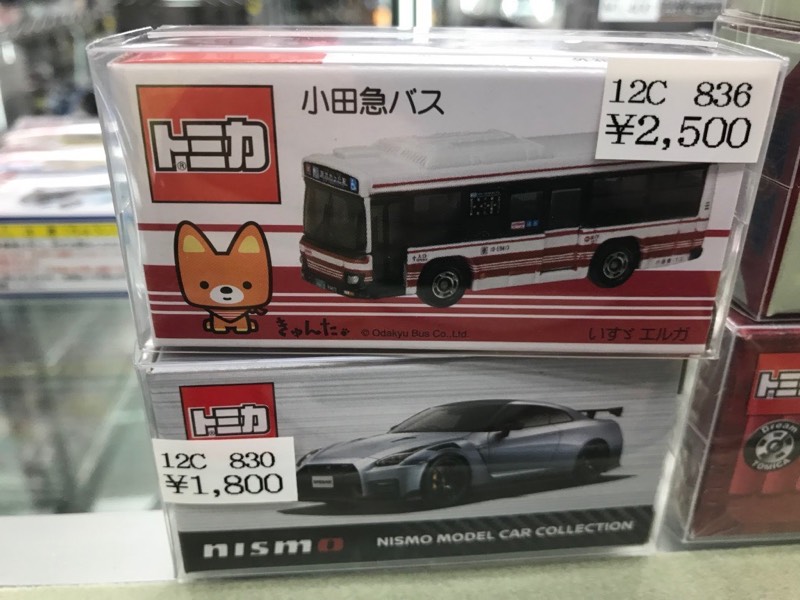 小田急バス
12C 836
¥2,500
トミカ
®
きゅんた
© Odakyu Bus Co.,Ltd.
いすゞ エルガ
トミカ
12C 830
¥1,800
nismo
NISMO MODEL CAR COLLECTION
Dream
TOMICA